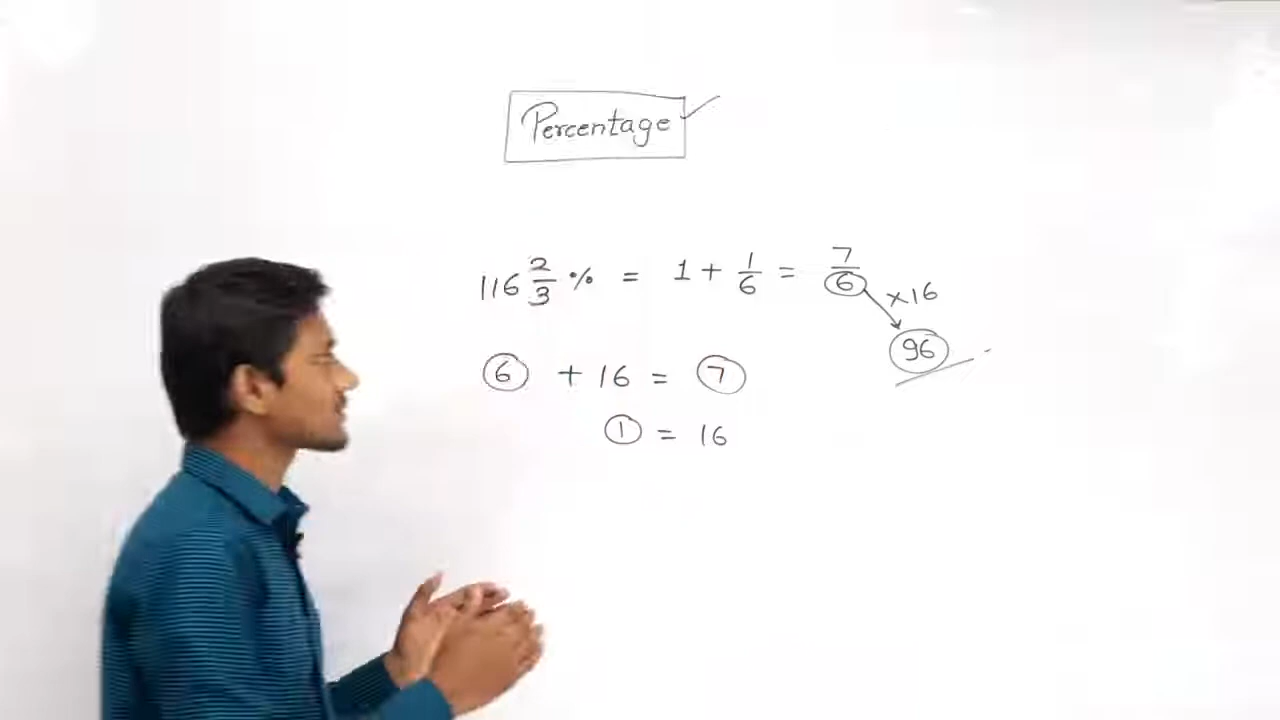 Percentage
116 2/3 % = 1 + 1/6 = 7/6
×16
96
6 + 16 = 7
1 = 16